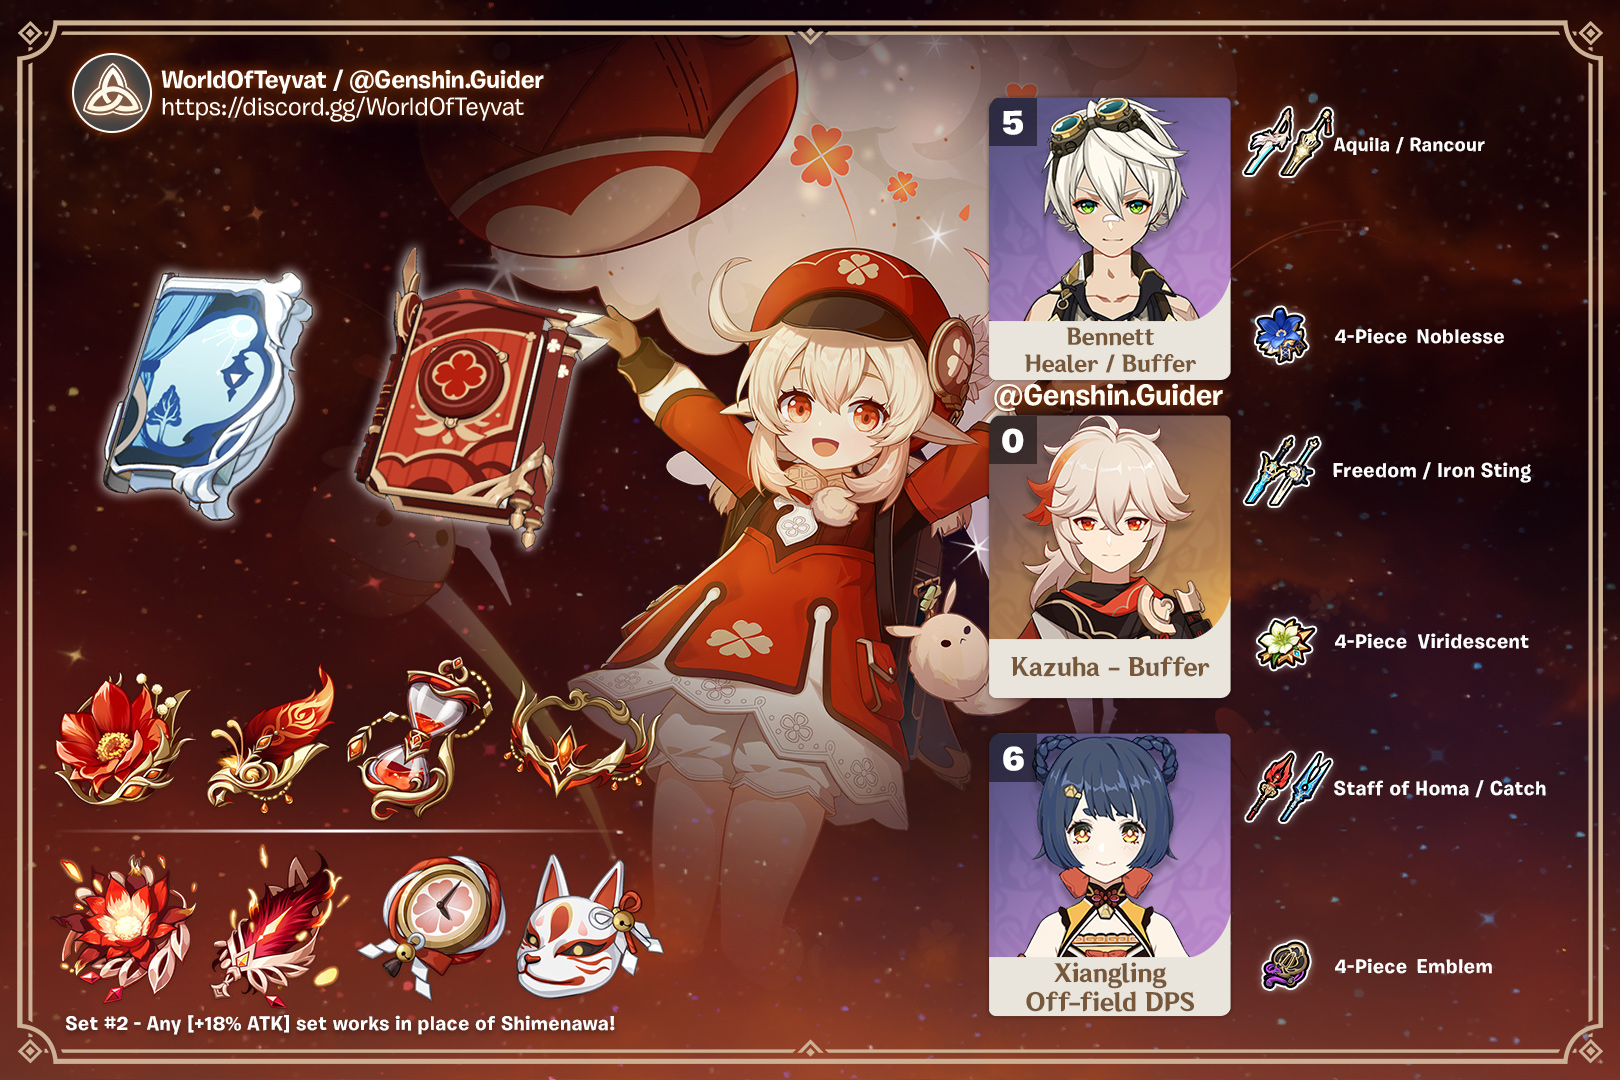 WorldOfTeyvat / @Genshin.Guider
https://discord.gg/WorldOfTeyvat
5
Bennett
Healer / Buffer
Aquila / Rancour
4-Piece Noblesse
@Genshin.Guider
0
Kazuha - Buffer
Freedom / Iron Sting
4-Piece Viridescent
6
Xiangling
Off-field DPS
Staff of Homa / Catch
4-Piece Emblem
Set #2 - Any [+18% ATK] set works in place of Shimenawa!